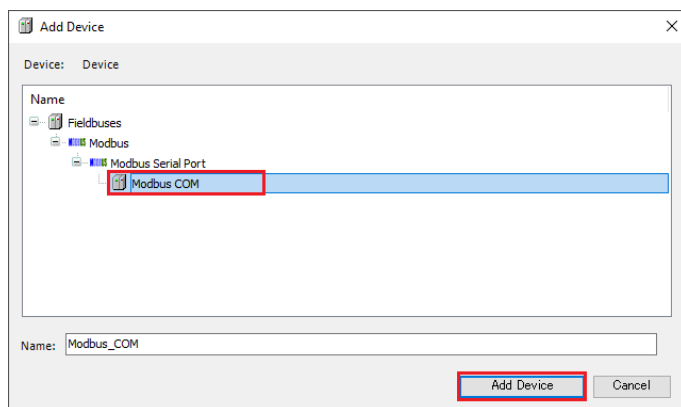 Add Device
Device: Device
Name
Fieldbuses
Modbus
Modbus Serial Port
Modbus COM
Name: Modbus_COM
Add Device Cancel